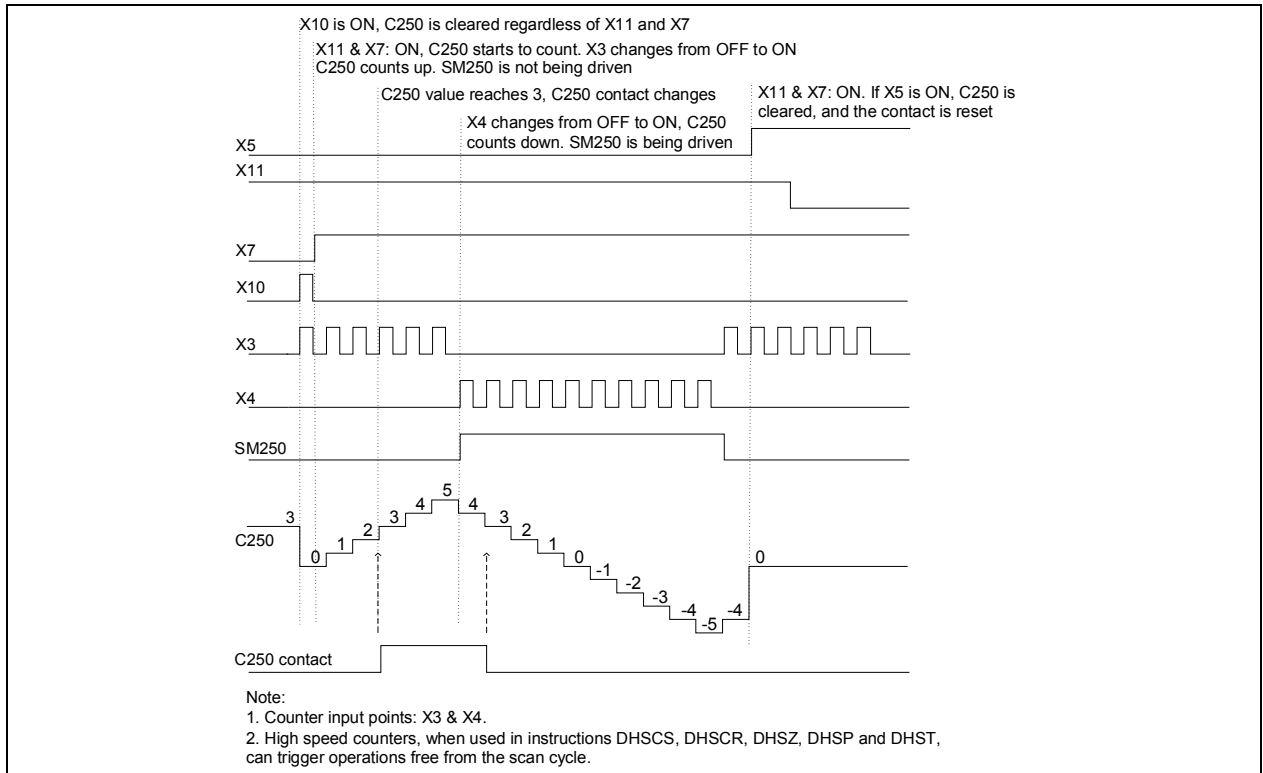 X10 is ON, C250 is cleared regardless of X11 and X7
X11 & X7: ON, C250 starts to count. X3 changes from OFF to ON
C250 counts up. SM250 is not being driven
C250 value reaches 3, C250 contact changes
X11 & X7: ON. If X5 is ON, C250 is
cleared, and the contact is reset
X4 changes from OFF to ON, C250
counts down. SM250 is being driven
X5
X11
X7
X10
X3
X4
SM250
C250
3
0
1
2
3
4
5
4
3
2
1
0
-1
-2
-3
-4
-5
-4
0
C250 contact
Note:
1. Counter input points: X3 & X4.
2. High speed counters, when used in instructions DHSCS, DHSCR, DHSZ, DHSP and DHST,
can trigger operations free from the scan cycle.